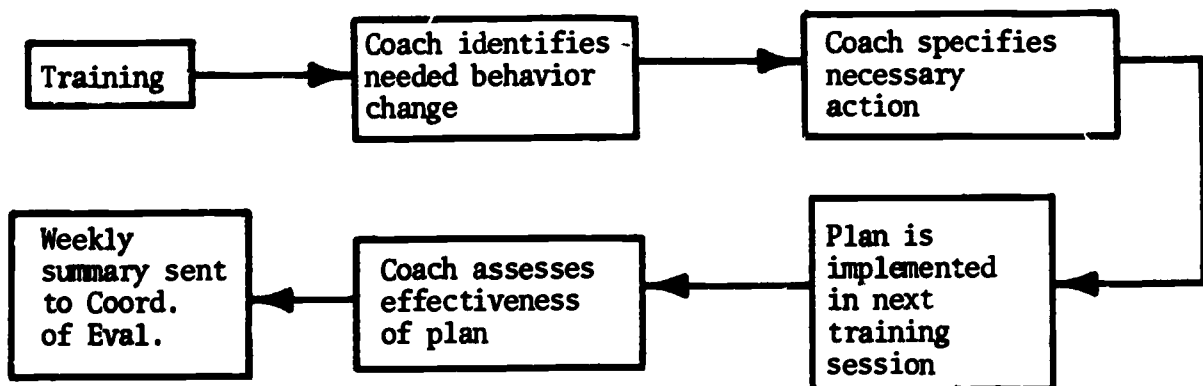 Training
Coach identifies
needed behavior
change
Coach specifies
necessary
action
Plan is
implemented
in next
training
session
Coach assesses
effectiveness
of plan
Weekly
summary sent
to Coord.
of Eval.